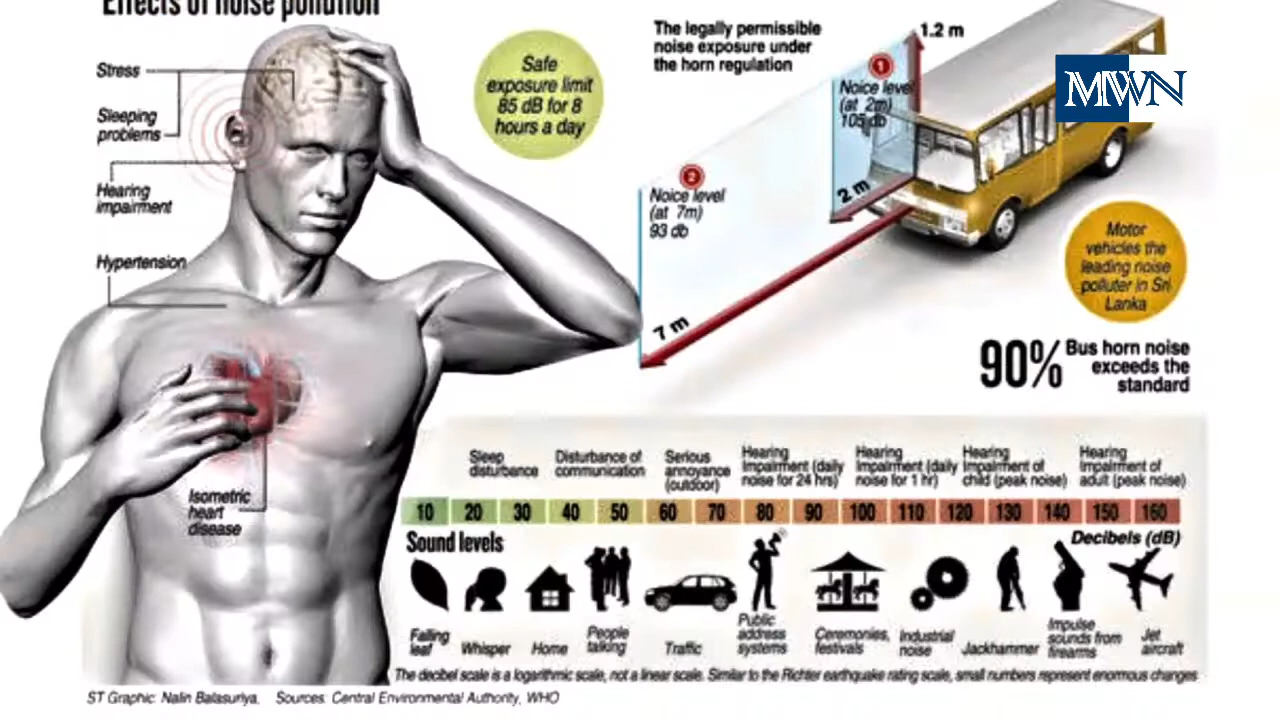 Effects of noise pollution
Stress
Sleeping
problems
Hearing
impairment
Hypertension
Isometric
heart
disease
Safe
exposure limit
85 dB for 8
hours a day
The legally permissible
noise exposure under
the horn regulation
1.2 m
1
Noice level
(at 2m)
105 db
2 m
2
Noice level
(at 7m)
93 db
7 m
MWN
Motor
vehicles the
leading noise
polluter in Sri
Lanka
90% Bus horn noise
exceeds the
standard
Sleep
disturbance
Disturbance of
communication
Serious
annoyance
(outdoor)
Hearing
Impairment (daily
noise for 24 hrs)
Hearing
Impairment (daily
noise for 1 hr)
Hearing
Impairment of
child (peak noise)
Hearing
Impairment of
adult (peak noise)
10 20 30 40 50 60 70 80 90 100 110 120 130 140 150 160
Sound levels
Decibels (dB)
Falling
leaf
Whisper
Home
People
talking
Traffic
Public
address
systems
Ceremonies,
festivals
Industrial
noise
Jackhammer
Impulse
sounds from
firearms
Jet
aircraft
The decibel scale is a logarithmic scale, not a linear scale. Similar to the Richter earthquake rating scale, small numbers represent enormous changes
ST Graphic: Nalin Balasuriya, Sources: Central Environmental Authority, WHO